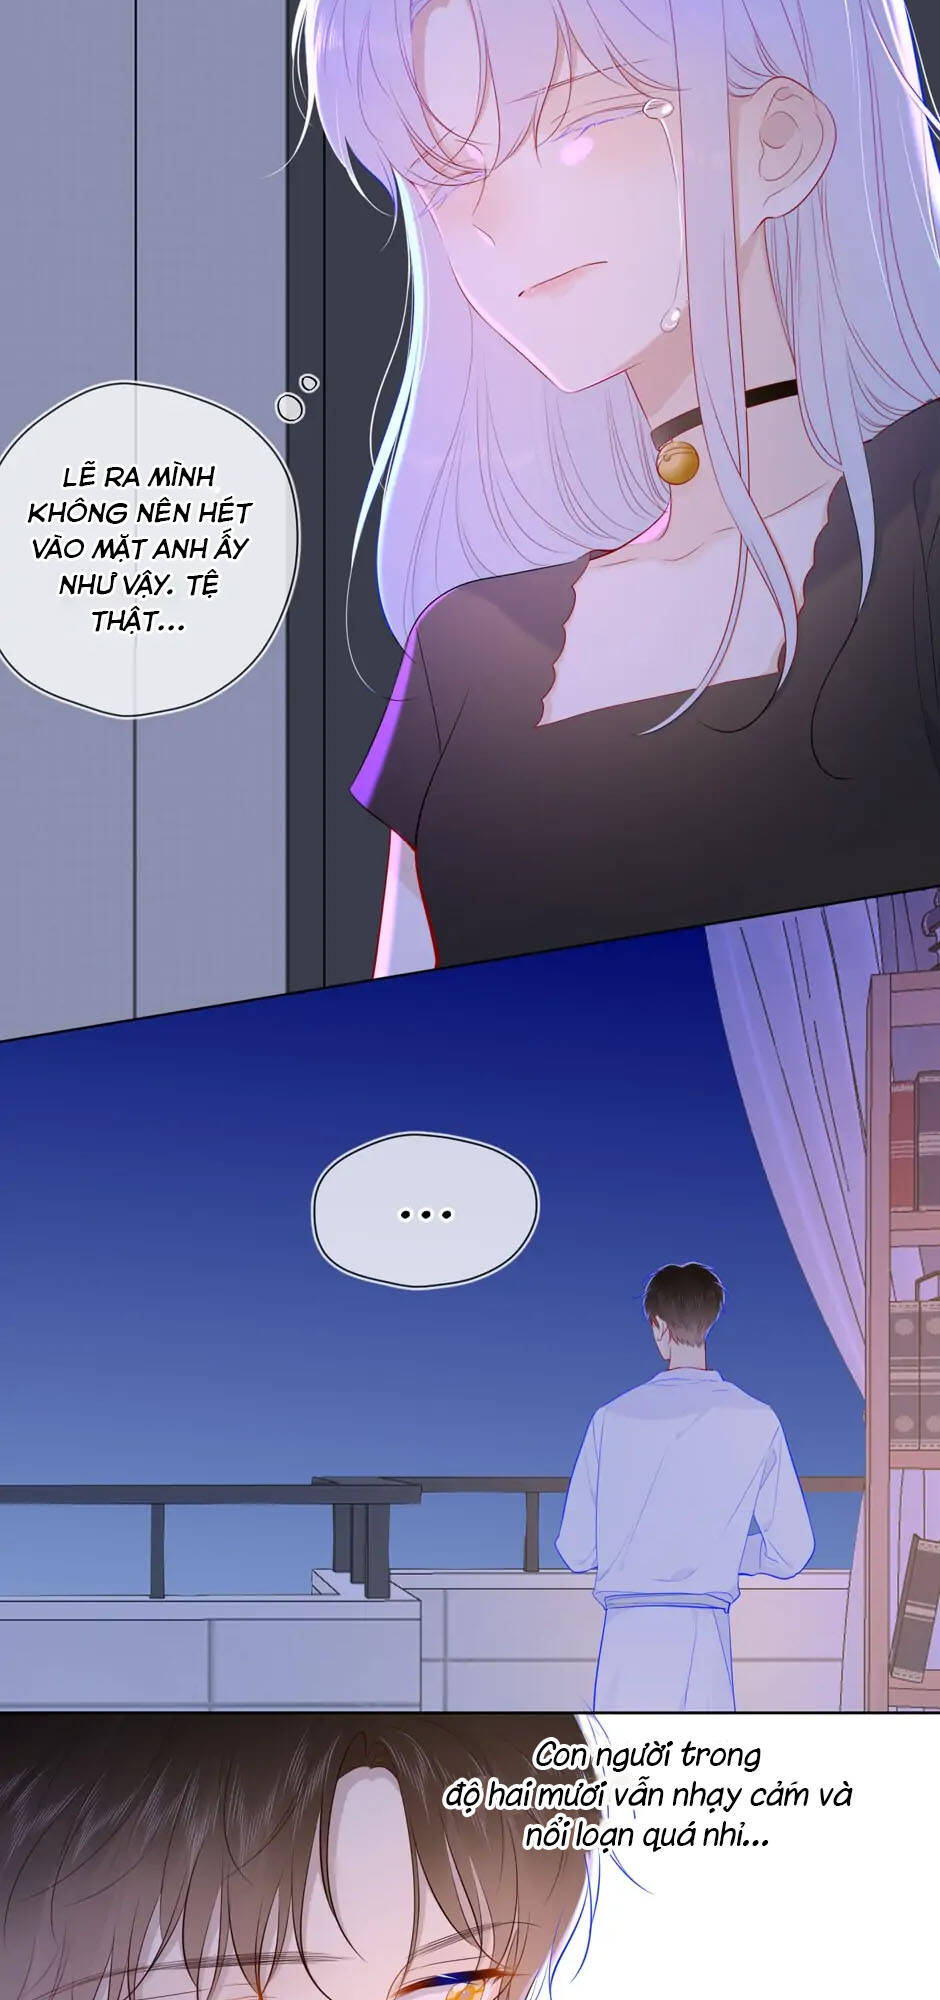 LẼ RA MÌNH
KHÔNG NÊN HÉT
VÀO MẶT ANH ẤY
NHƯ VẬY. TỆ
THẬT...
...
Con người trong
độ hai mươi vẫn nhạy cảm và
nổi loạn quá nhỉ...